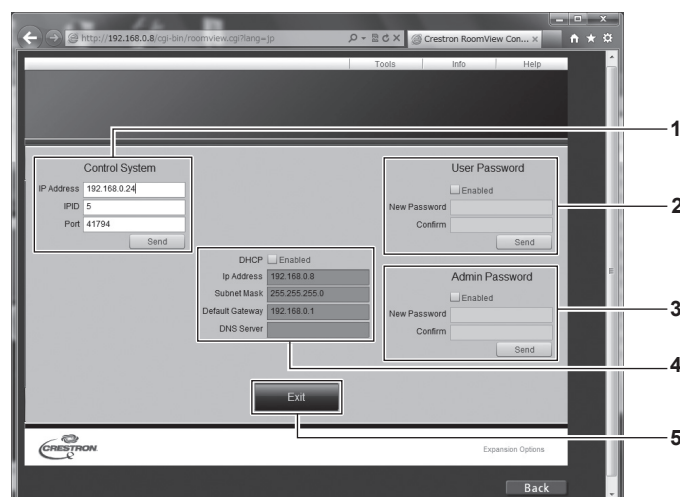 http://192.168.0.8/cgi-bin/roomview.cgi?lang=jp
Crestron RoomView Con... ×
Tools Info Help
1
Control System
IP Address 192.168.0.24
IPID 5
Port 41794
Send
User Password
Enabled
New Password
Confirm
Send
2
DHCP Enabled
Ip Address 192.168.0.8
Subnet Mask 255.255.255.0
Default Gateway 192.168.0.1
DNS Server
Admin Password
Enabled
New Password
Confirm
Send
3
4
Exit
5
CRESTRON
Expansion Options
Back